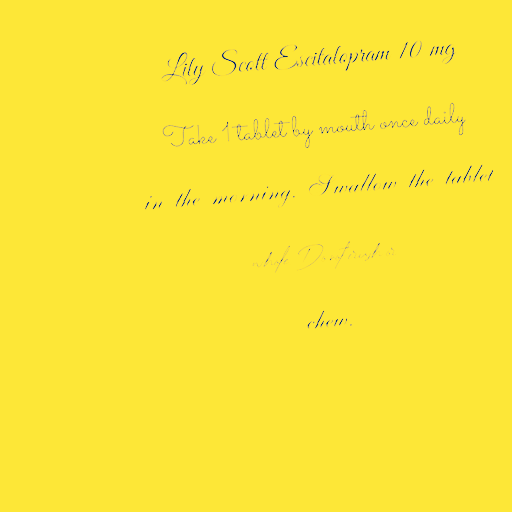 Lily Scott Escitalopram 10 mg
Take 1 tablet by mouth once daily
in the morning. Swallow the tablet
whole
chew.